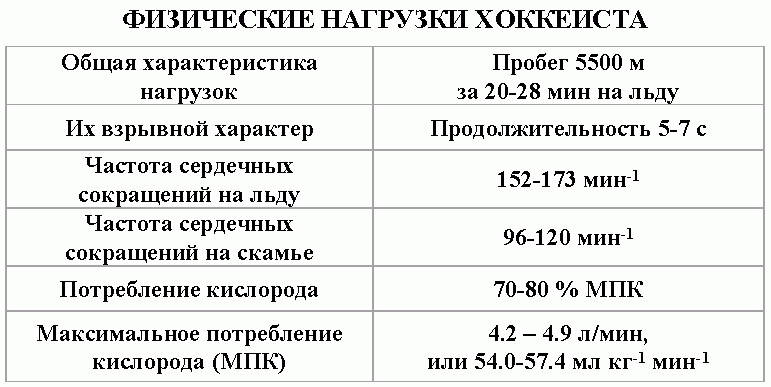 ФИЗИЧЕСКИЕ НАГРУЗКИ ХОККЕИСТА
Общая характеристика
нагрузок
Пробег 5500 м
за 20-28 мин на льду
Их взрывной характер
Продолжительность 5-7 с
Частота сердечных
сокращений на льду
152-173 мин⁻¹
Частота сердечных
сокращений на скамье
96-120 мин⁻¹
Потребление кислорода
70-80 % МПК
Максимальное потребление
кислорода (МПК)
4.2 – 4.9 л/мин,
или 54.0-57.4 мл кг⁻¹ мин⁻¹